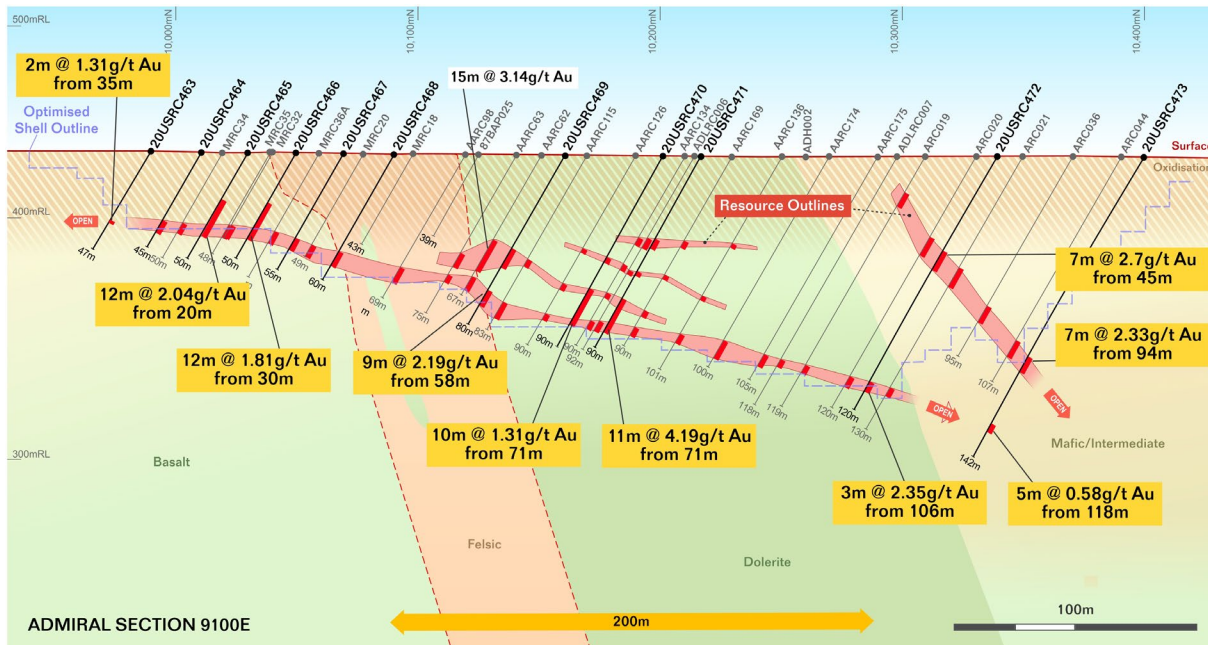 500mRL
10,000mN
10,100mN
10,200mN
10,300mN
10,400mN
2m @ 1.31g/t Au
from 35m
15m @ 3.14g/t Au
Optimised
Shell Outline
20USRC463
20USRC464
MRC34
20USRC465
MRC35
MRC32
20USRC466
MRC36A
20USRC467
MRC20
20USRC468
MRC18
AARC98
87BAP025
AARC63
AARC62
20USRC469
AARC115
AARC126
20USRC470
AARC134
ADLRC006
20USRC471
AARC169
AARC136
ADH002
AARC174
AARC175
ADLRC007
ARC019
ARC020
20USRC472
ARC021
ARC036
ARC044
20USRC473
Surface
Oxidisation
400mRL
OPEN
Resource Outlines
47m
45m
50m
50m
48m
50m
55m
49m
60m
43m
69m
m
75m
39m
67m
80m
83m
90m
90m
90m
92m
90m
90m
101m
100m
105m
118m
119m
120m
120m
130m
95m
107m
142m
7m @ 2.7g/t Au
from 45m
7m @ 2.33g/t Au
from 94m
12m @ 2.04g/t Au
from 20m
12m @ 1.81g/t Au
from 30m
9m @ 2.19g/t Au
from 58m
10m @ 1.31g/t Au
from 71m
11m @ 4.19g/t Au
from 71m
OPEN
OPEN
3m @ 2.35g/t Au
from 106m
5m @ 0.58g/t Au
from 118m
300mRL
Basalt
Felsic
Dolerite
Mafic/Intermediate
ADMIRAL SECTION 9100E
200m
100m